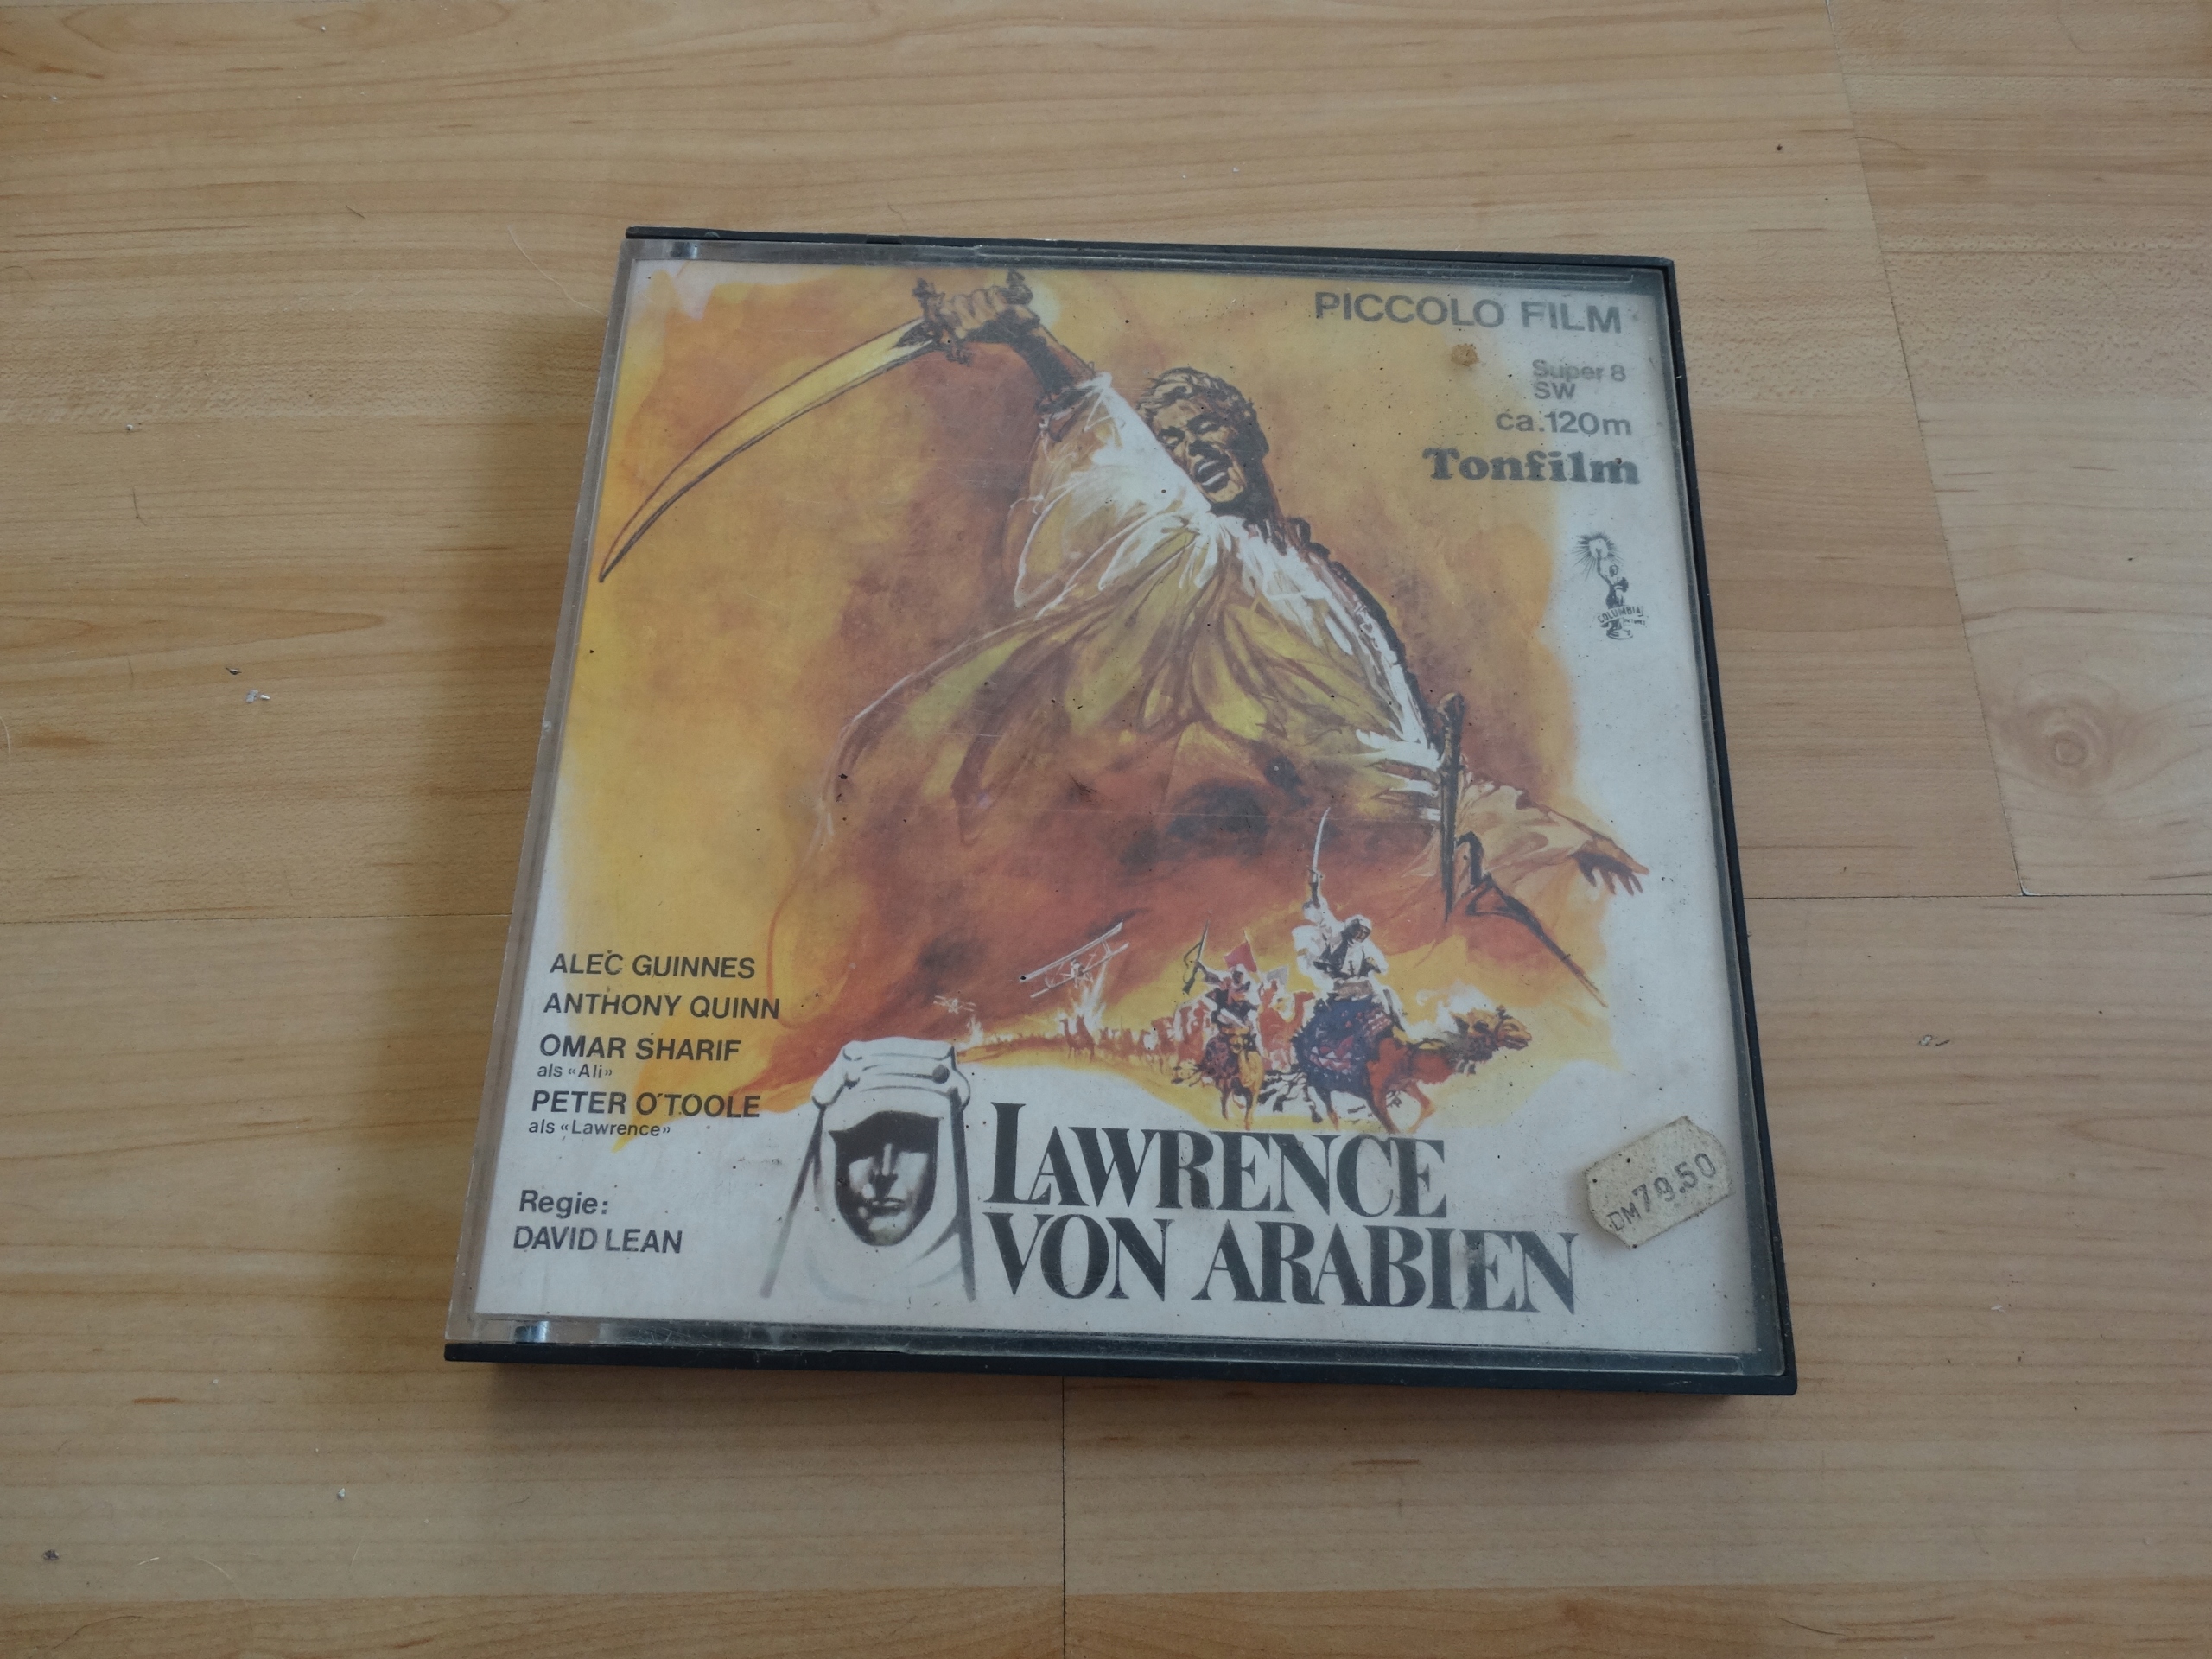 PICCOLO FILM
Super 8
SW
ca.120m
Tonfilm
COLUMBIA
ALEC GUINNES
ANTHONY QUINN
OMAR SHARIF
als «Ali»
PETER O'TOOLE
als «Lawrence»
Regie:
DAVID LEAN
LAWRENCE
VON ARABIEN
DM79.50